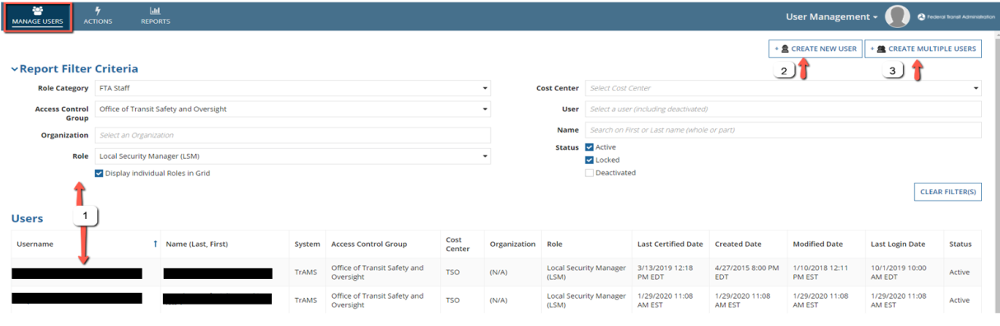 MANAGE USERS
ACTIONS
REPORTS
User Management
Federal Transit Administration
+ CREATE NEW USER
+ CREATE MULTIPLE USERS
2
3
Report Filter Criteria
Role Category FTA Staff
Cost Center Select Cost Center
Access Control Group Office of Transit Safety and Oversight
User Select a user (including deactivated)
Organization Select an Organization
Name Search on First or Last name (whole or part)
Role Local Security Manager (LSM)
Status Active
Locked
Deactivated
Display individual Roles in Grid
CLEAR FILTER(S)
1
Users
Username Name (Last, First) System Access Control Group Cost Center Organization Role Last Certified Date Created Date Modified Date Last Login Date Status
TrAMS Office of Transit Safety and Oversight TSO (N/A) Local Security Manager (LSM) 3/13/2019 12:18 PM EDT 4/27/2015 8:00 PM EDT 1/10/2018 12:11 PM EST 10/1/2019 10:00 AM EDT Active
TrAMS Office of Transit Safety and Oversight TSO (N/A) Local Security Manager (LSM) 1/29/2020 11:08 AM EST 1/29/2020 11:08 AM EST 1/29/2020 11:08 AM EST 1/29/2020 11:08 AM EST Active